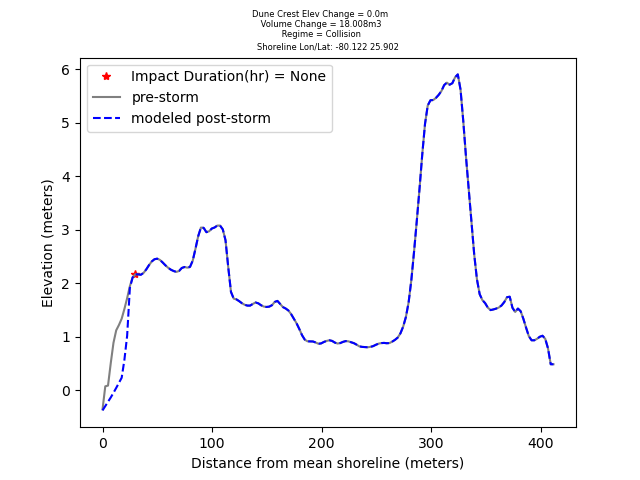 Dune Crest Elev Change = 0.0m
Volume Change = 18.008m3
Regime = Collision
Shoreline Lon/Lat: -80.122 25.902
Impact Duration(hr) = None
pre-storm
modeled post-storm
Elevation (meters)
6
5
4
3
2
1
0
0 100 200 300 400
Distance from mean shoreline (meters)